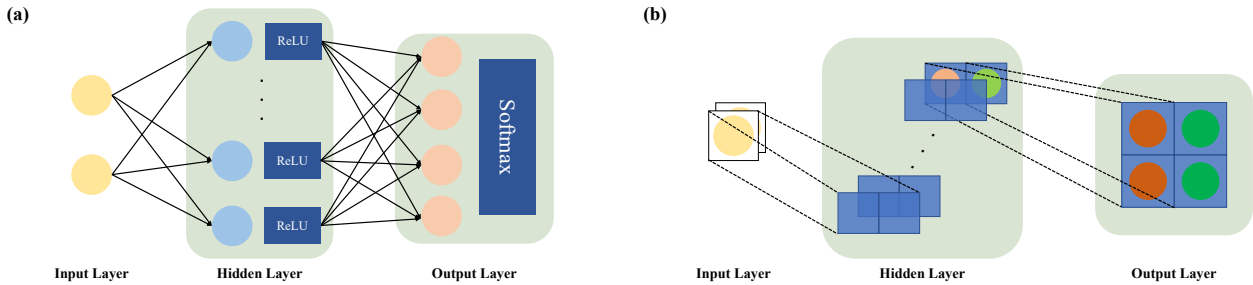 (a)
ReLU
ReLU
ReLU
Softmax
Input Layer
Hidden Layer
Output Layer
(b)
Input Layer
Hidden Layer
Output Layer